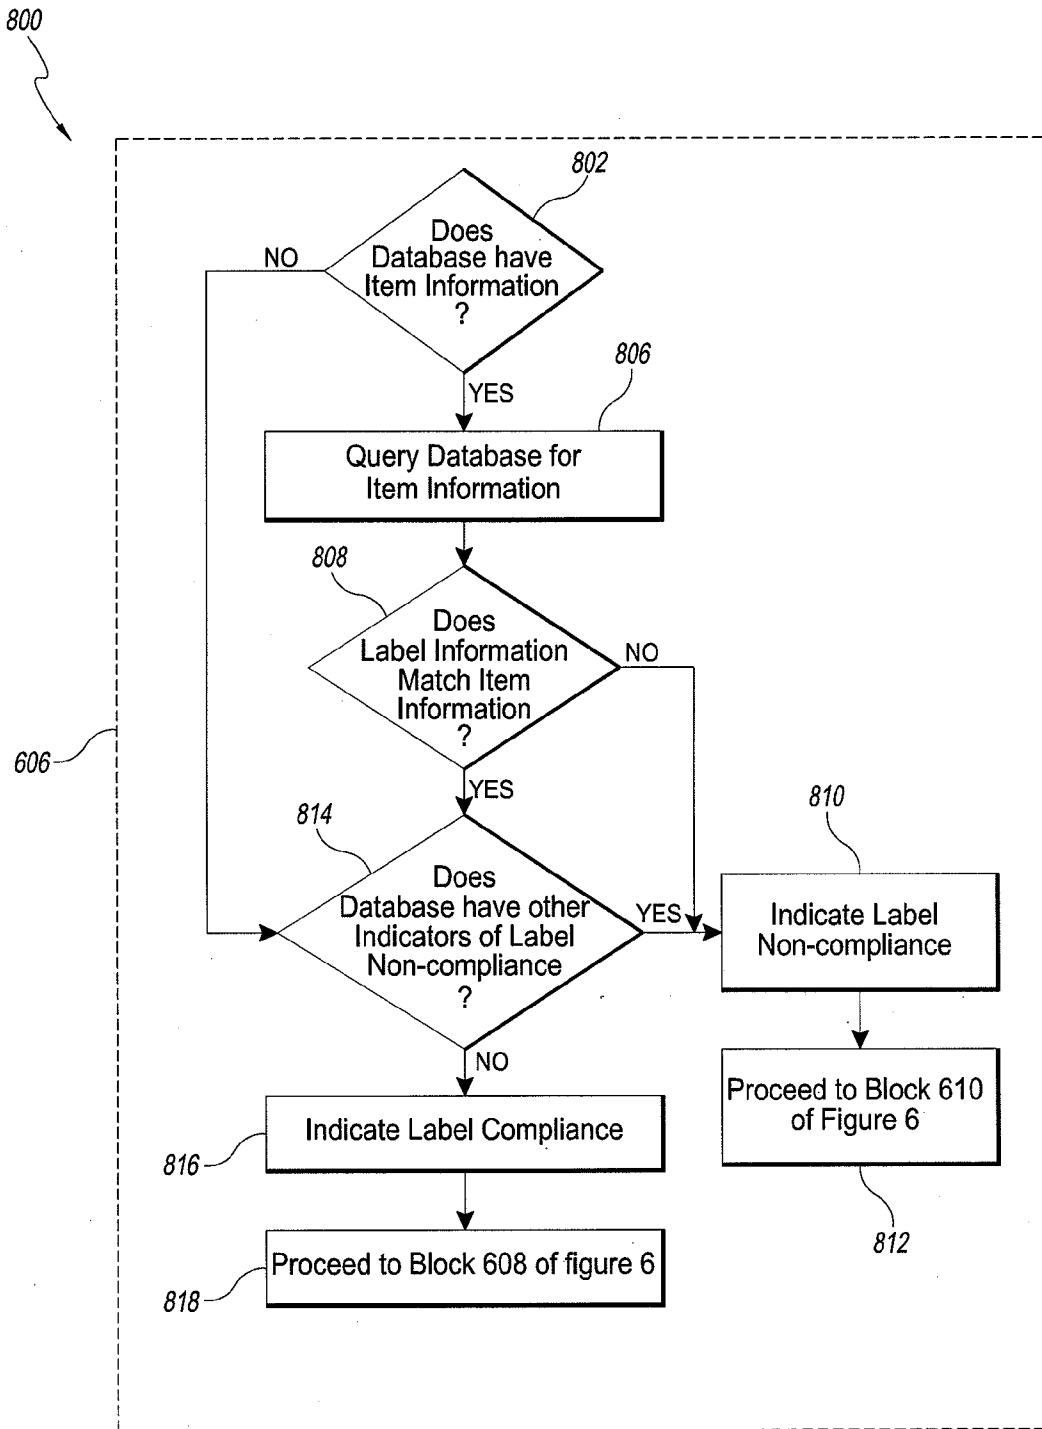 800
802
Does
Database have
Item Information
?
NO
YES
806
Query Database for
Item Information
808
Does
Label Information
Match Item
Information
?
NO
YES
606
814
Does
Database have other
Indicators of Label
Non-compliance
?
YES
NO
810
Indicate Label
Non-compliance
Proceed to Block 610
of Figure 6
812
Indicate Label Compliance
816
Proceed to Block 608 of figure 6
818